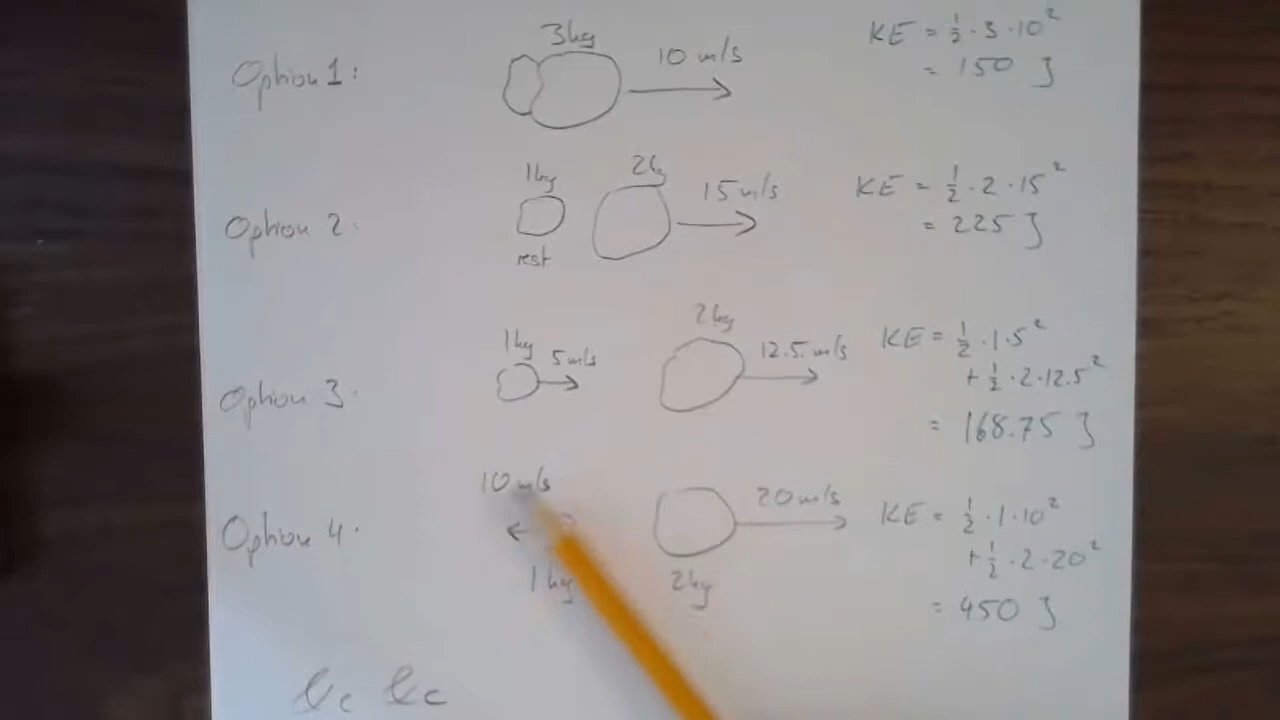 3kg
Option 1:
10 m/s
KE = 1/2 · 3 · 10²
= 150 J
1kg
2kg
Option 2:
rest
15 m/s
KE = 1/2 · 2 · 15²
= 225 J
1kg
5 m/s
2kg
12.5 m/s
Option 3:
KE = 1/2 · 1 · 5²
+ 1/2 · 2 · 12.5²
= 168.75 J
10 m/s
Option 4:
1kg
20 m/s
2kg
KE = 1/2 · 1 · 10²
+ 1/2 · 2 · 20²
= 450 J